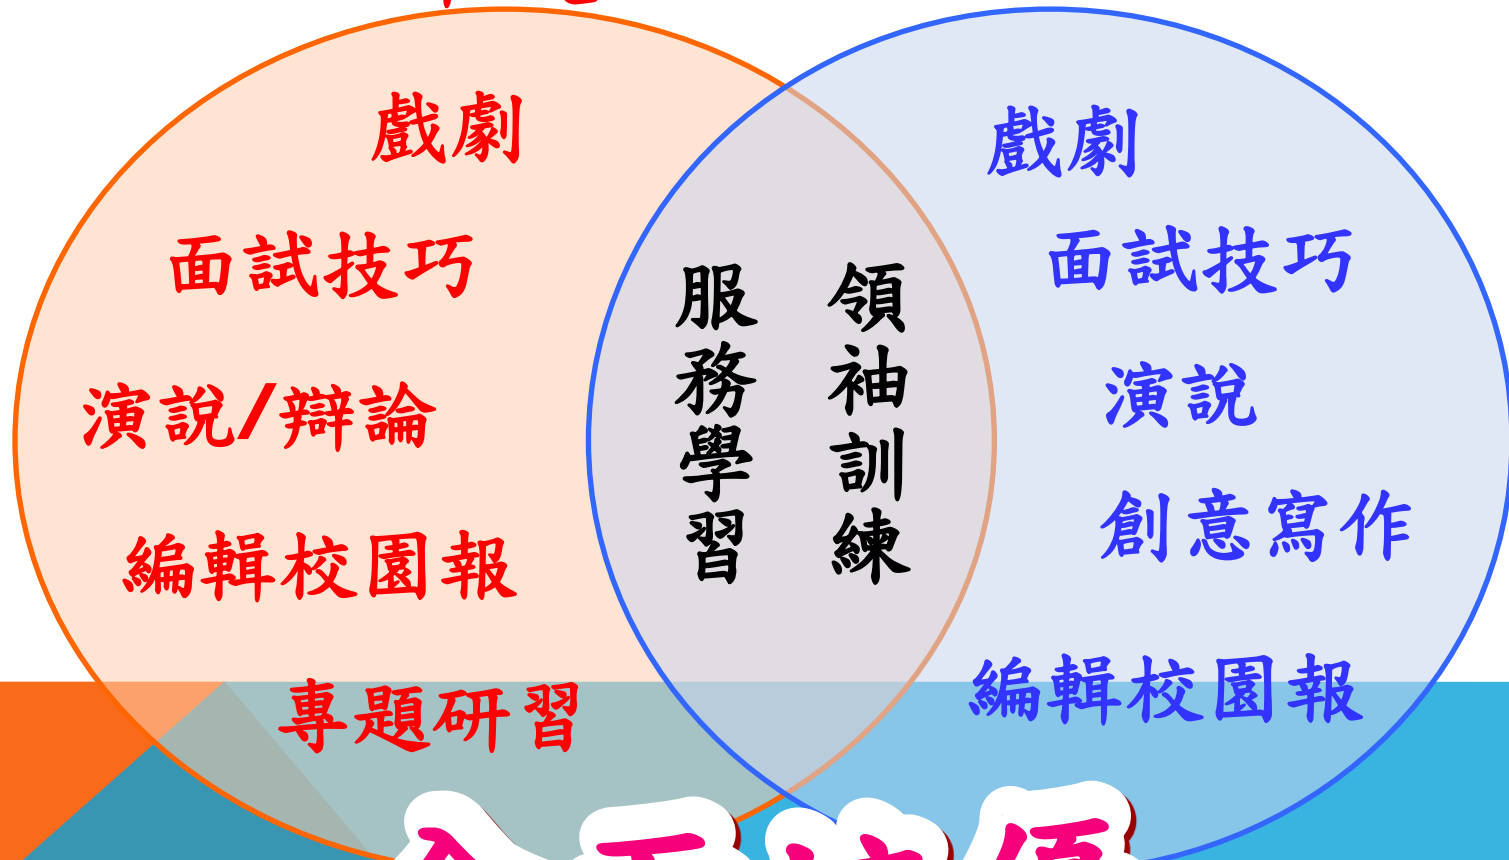 戲劇
面試技巧
演說/辯論
編輯校園報
專題研習
領袖訓練
服務學習
戲劇
面試技巧
演說
創意寫作
編輯校園報